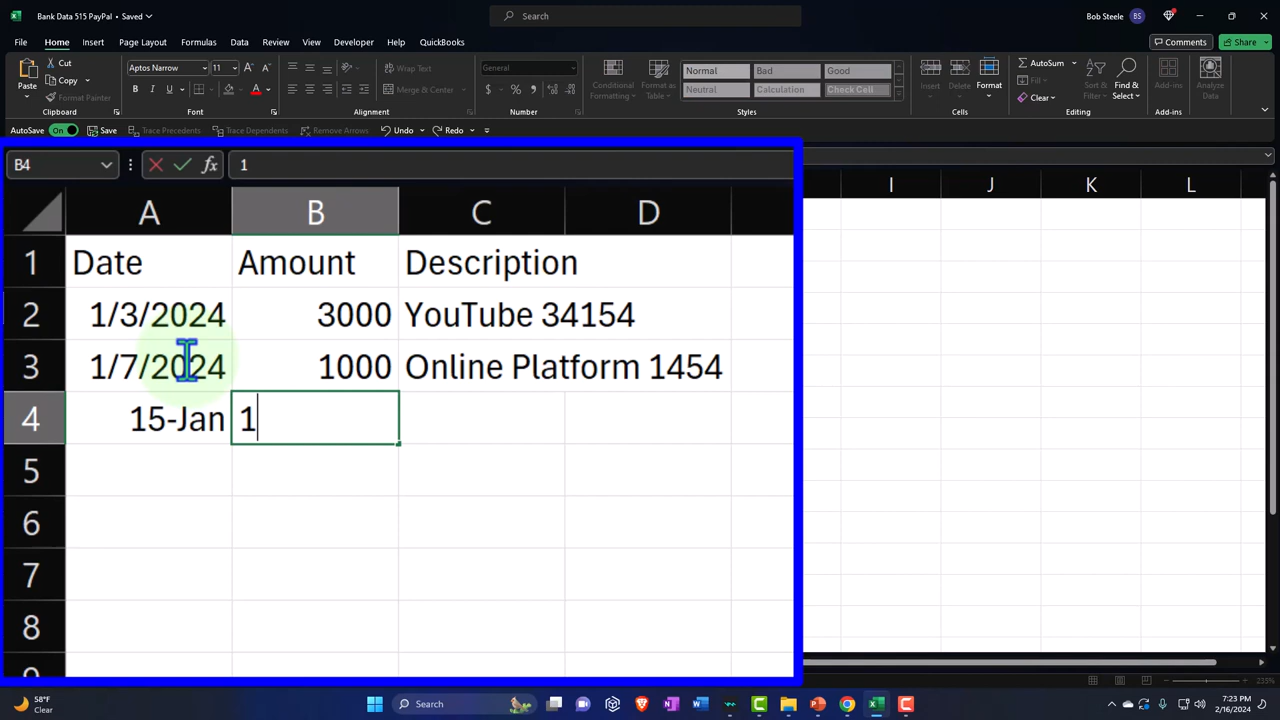 Bank Data 515 PayPal • Saved
Search
Bob Steele BS
File Home Insert Page Layout Formulas Data Review View Developer Help QuickBooks
Comments Share
Paste
Cut
Copy
Format Painter
Clipboard
Aptos Narrow 11
B I U
Font
Wrap Text
Merge & Center
Alignment
General
$ % 9
Number
Conditional Formatting
Format as Table
Normal Bad Good
Neutral Calculation Check Cell
Styles
Insert Delete Format
Cells
AutoSum
Fill
Clear
Sort & Filter
Find & Select
Editing
Add-ins
Add-ins
Analyze Data
AutoSave On Save Trace Precedents Trace Dependents Remove Arrows Undo Redo
B4 fx 1
A B C D I J K L
1 Date Amount Description
2 1/3/2024 3000 YouTube 34154
3 1/7/2024 1000 Online Platform 1454
4 15-Jan 1
5
6
7
8
235%
58°F
Clear
Search
7:23 PM
2/16/2024